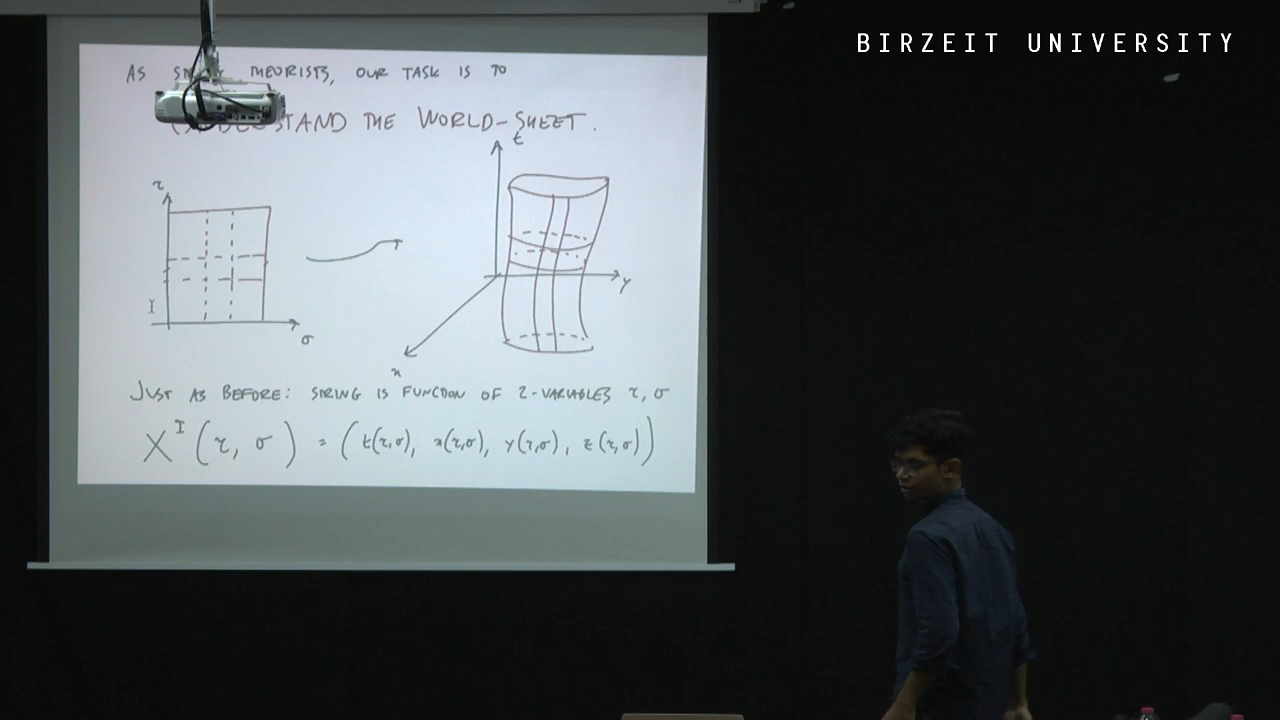 BIRZEIT UNIVERSITY
AS THEORISTS, OUR TASK IS TO
THE WORLD-SHEET.
t
τ
y
I
σ
x
JUST AS BEFORE: STRING IS FUNCTION OF 2-VARIABLES τ, σ
X^I (τ, σ) = (t(τ,σ), x(τ,σ), y(τ,σ), z(τ,σ))